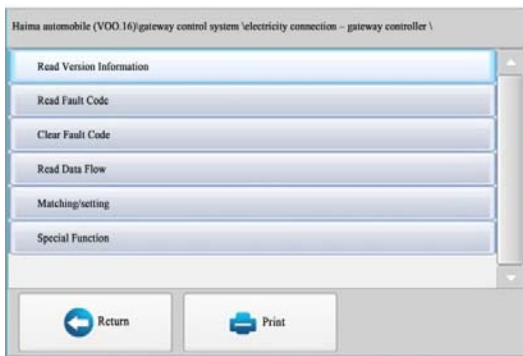 Haima automobile (VOO.16)\gateway control system \electricity connection – gateway controller \
Read Version Information
Read Fault Code
Clear Fault Code
Read Data Flow
Matching/setting
Special Function
Return
Print